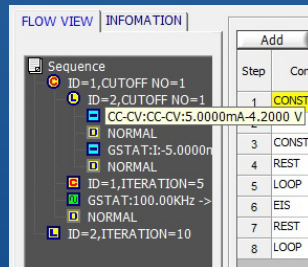 FLOW VIEW INFOMATION
Add
Sequence
ID=1,CUTOFF NO=1
ID=2,CUTOFF NO=1
CC-CV:CC-CV:5.0000mA-4.2000 V
NORMAL
GSTAT:I:-5.0000m
NORMAL
ID=1,ITERATION=5
GSTAT:100.00KHz ->
NORMAL
ID=2,ITERATION=10
Step Con
1 CONST
3 CONST
4 REST
5 LOOP
6 EIS
7 REST
8 LOOP